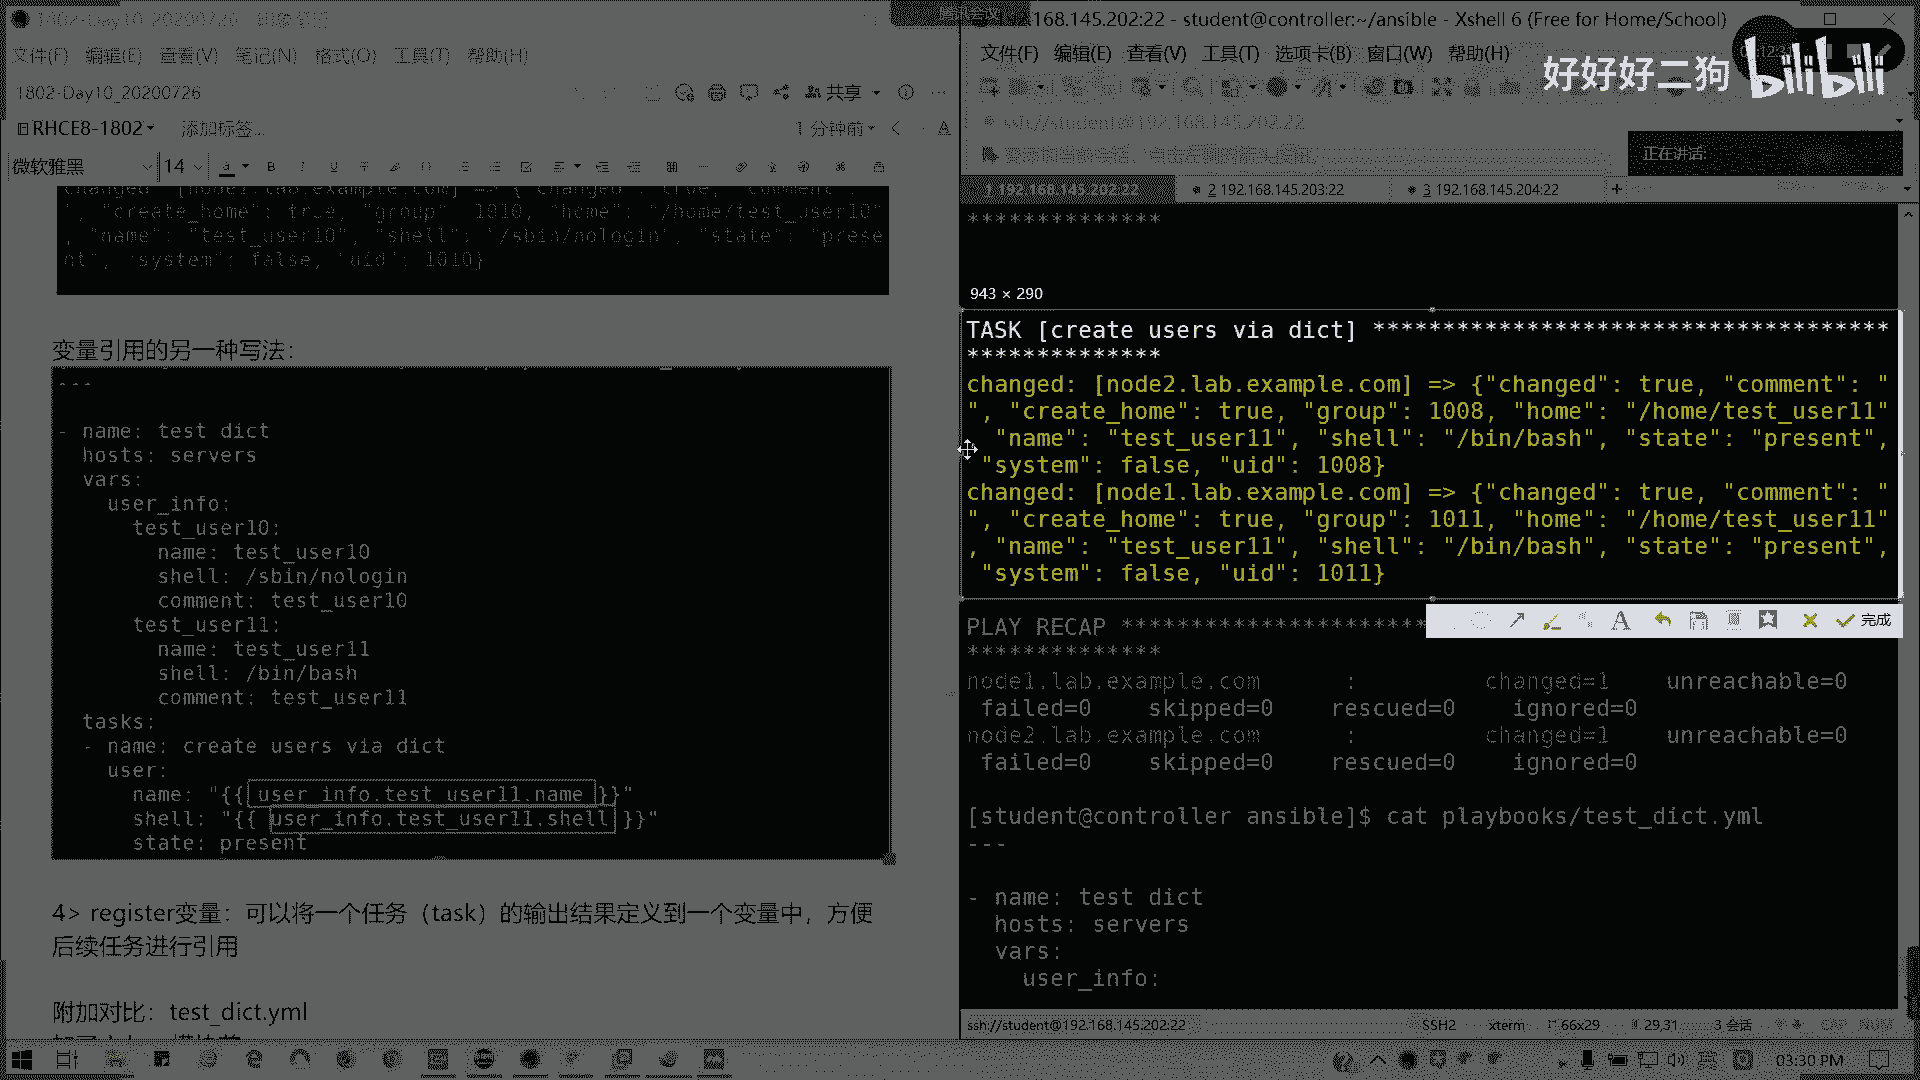 1802-Day10_20200726 - 印象笔记
文件(F) 编辑(E) 查看(V) 笔记(N) 格式(O) 工具(T) 帮助(H)
1802-Day10_20200726
共享
RHCE8-1802
添加标签...
1 分钟前
微软雅黑
14
changed: [node1.lab.example.com] => {"changed": true, "comment": "
", "create_home": true, "group": 1010, "home": "/home/test_user10"
, "name": "test_user10", "shell": "/sbin/nologin", "state": "prese
nt", "system": false, "uid": 1010}
变量引用的另一种写法：
---
- name: test dict
hosts: servers
vars:
user_info:
test_user10:
name: test_user10
shell: /sbin/nologin
comment: test_user10
test_user11:
name: test_user11
shell: /bin/bash
comment: test_user11
tasks:
- name: create users via dict
user:
name: "{{ user_info.test_user11.name }}"
shell: "{{ user_info.test_user11.shell }}"
state: present
4> register变量：可以将一个任务（task）的输出结果定义到一个变量中，方便
后续任务进行引用
附加对比：test_dict.yml
192.168.145.202:22 - student@controller:~/ansible - Xshell 6 (Free for Home/School)
文件(F) 编辑(E) 查看(V) 工具(T) 选项卡(B) 窗口(W) 帮助(H)
好好好二狗 bilibili
ssh://student@192.168.145.202:22
正在讲话:
1 192.168.145.202:22
2 192.168.145.203:22
3 192.168.145.204:22
**************
943 × 290
TASK [create users via dict] *************************************
**************
changed: [node2.lab.example.com] => {"changed": true, "comment": "
", "create_home": true, "group": 1008, "home": "/home/test_user11"
, "name": "test_user11", "shell": "/bin/bash", "state": "present",
"system": false, "uid": 1008}
changed: [node1.lab.example.com] => {"changed": true, "comment": "
", "create_home": true, "group": 1011, "home": "/home/test_user11"
, "name": "test_user11", "shell": "/bin/bash", "state": "present",
"system": false, "uid": 1011}
完成
PLAY RECAP **********************
**************
node1.lab.example.com : changed=1 unreachable=0
failed=0 skipped=0 rescued=0 ignored=0
node2.lab.example.com : changed=1 unreachable=0
failed=0 skipped=0 rescued=0 ignored=0
[student@controller ansible]$ cat playbooks/test_dict.yml
---
- name: test dict
hosts: servers
vars:
user_info:
ssh://student@192.168.145.202:22
SSH2
xterm
66x29
29,31
3 会话
CAP NUM
03:30 PM